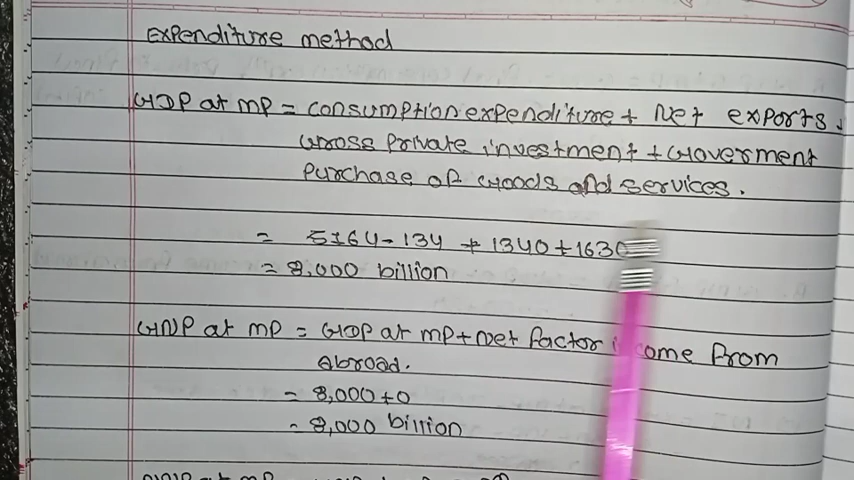 Expenditure method
GDP at mp = consumption expenditure + Net exports +
Gross Private investment + Goverment
Purchase of Goods and services.
= 5164 - 134 + 1340 + 1630
= 8,000 billion
GNP at mp = GDP at mp + Net factor income from
Abroad.
= 8,000 + 0
= 8,000 billion